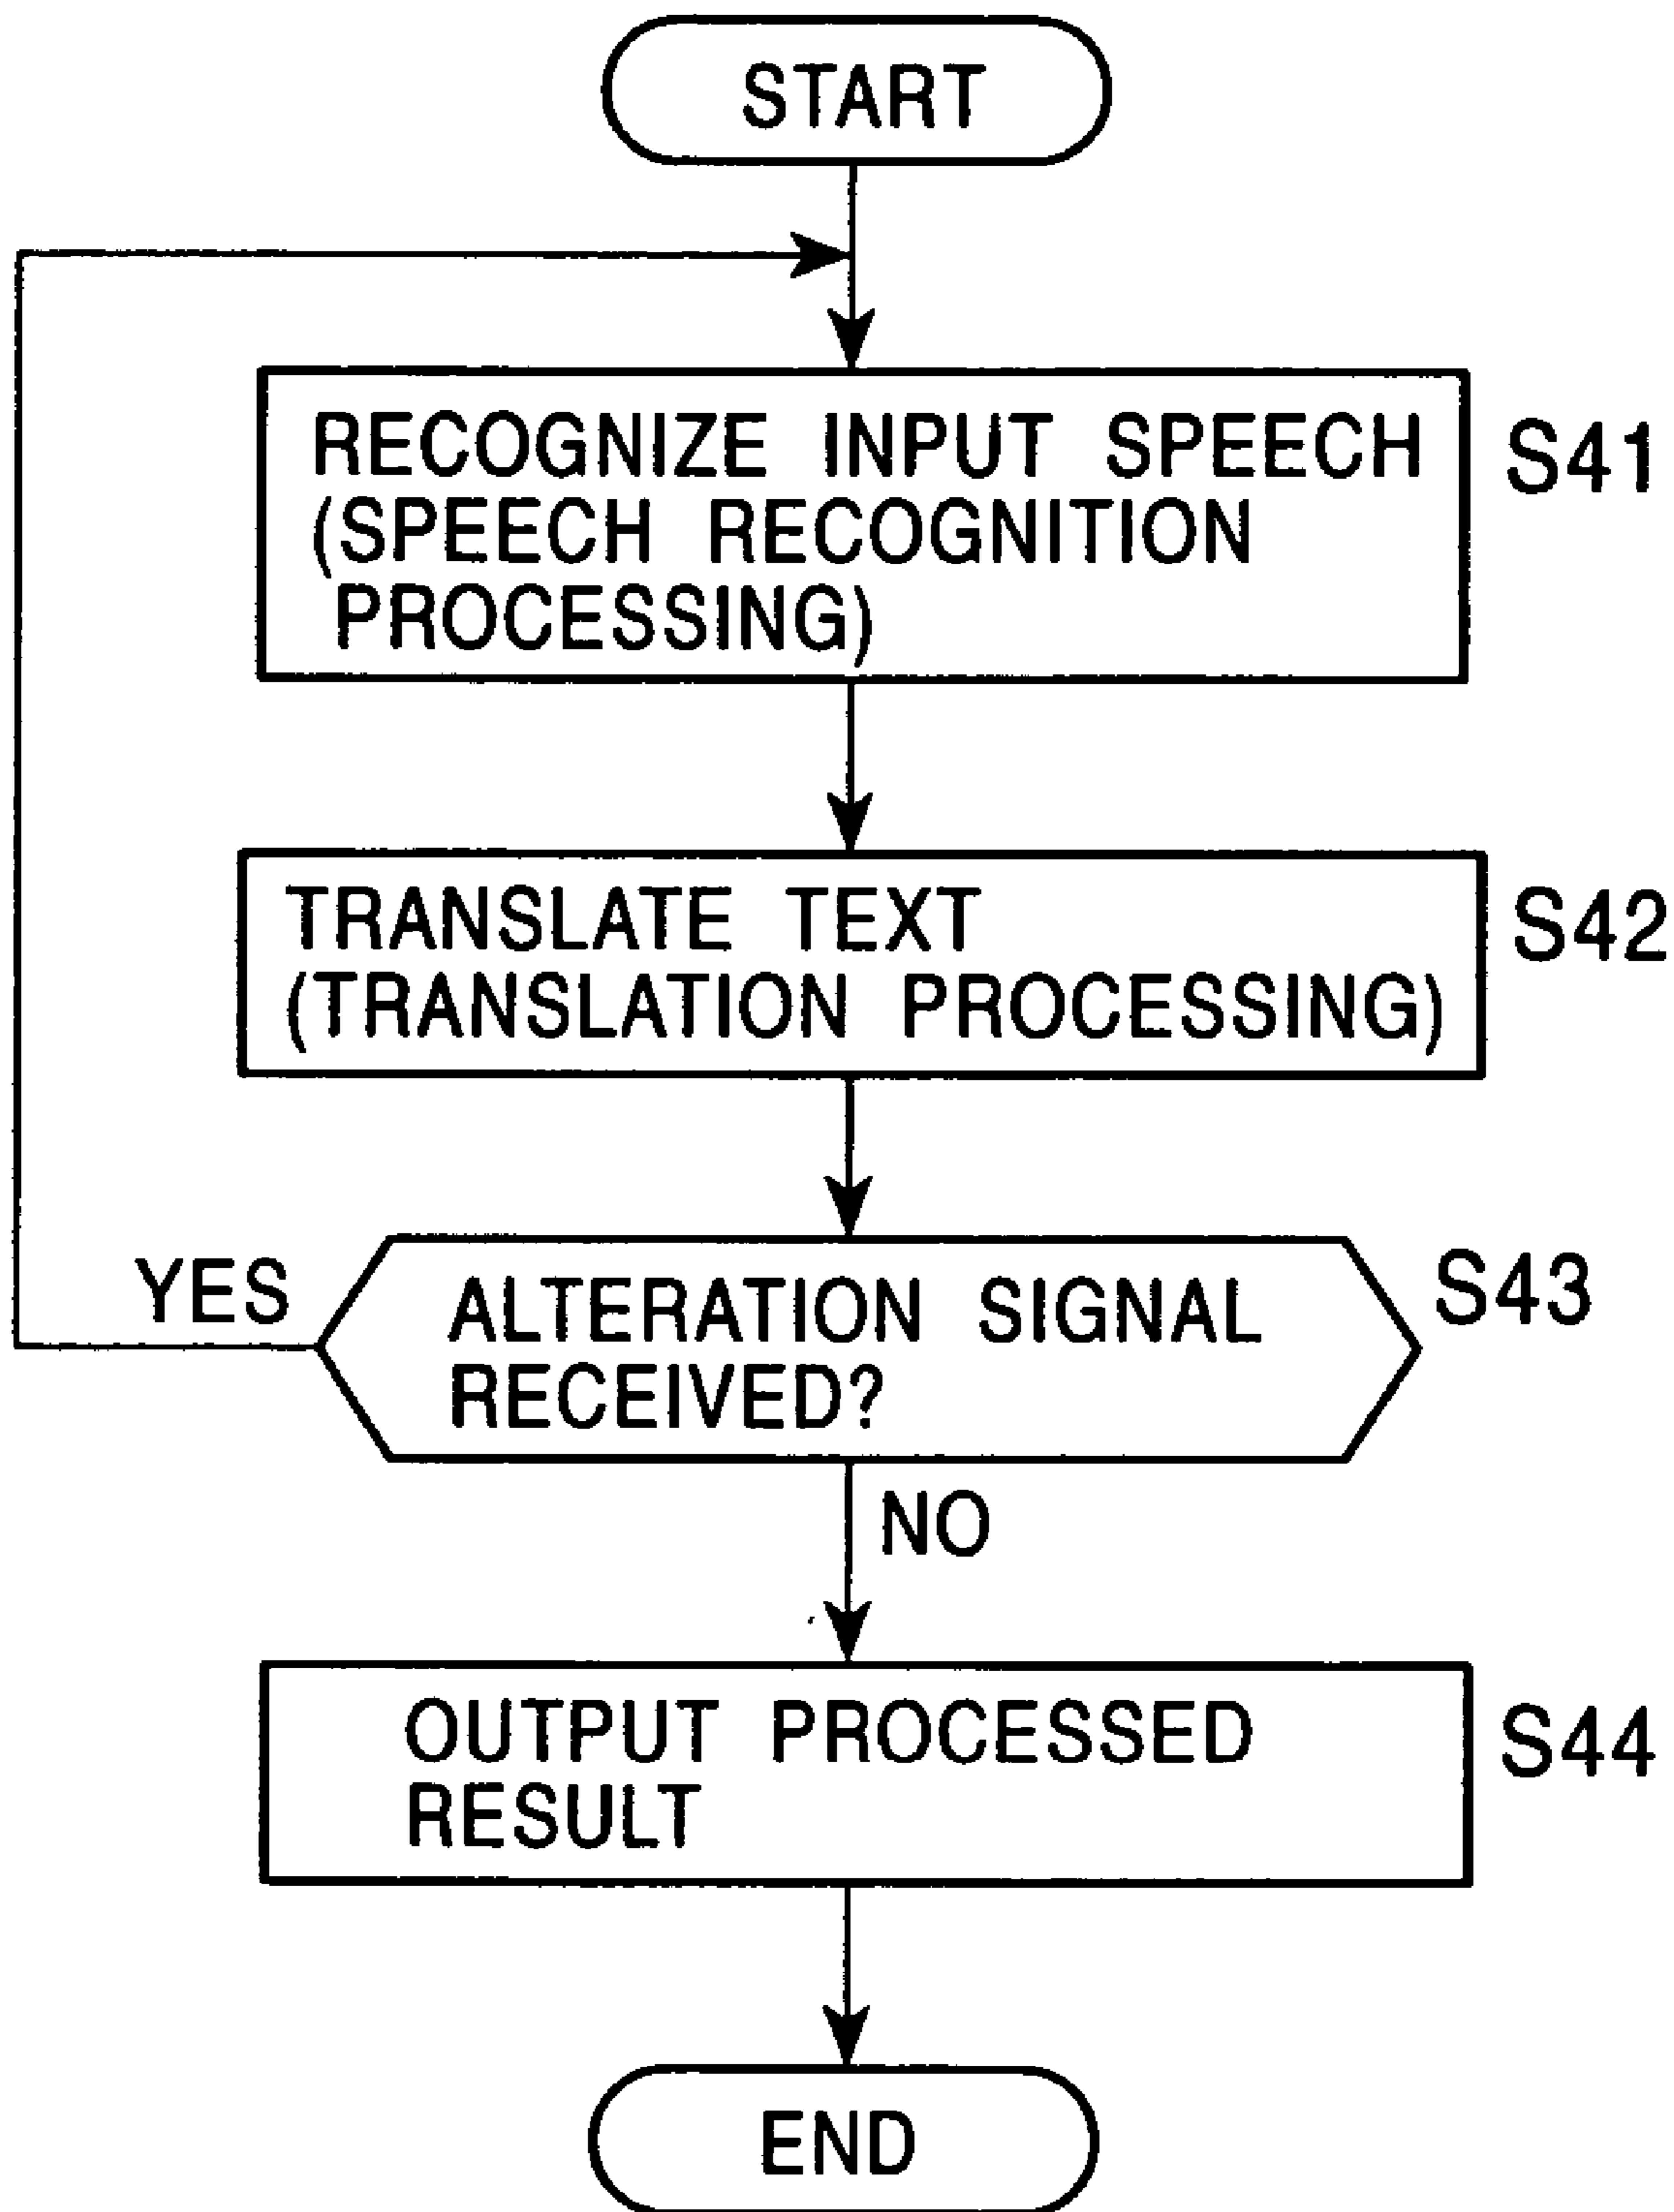 START
RECOGNIZE INPUT SPEECH
(SPEECH RECOGNITION
PROCESSING)
S41
TRANSLATE TEXT
(TRANSLATION PROCESSING)
S42
YES
ALTERATION SIGNAL
RECEIVED?
S43
NO
OUTPUT PROCESSED
RESULT
S44
END